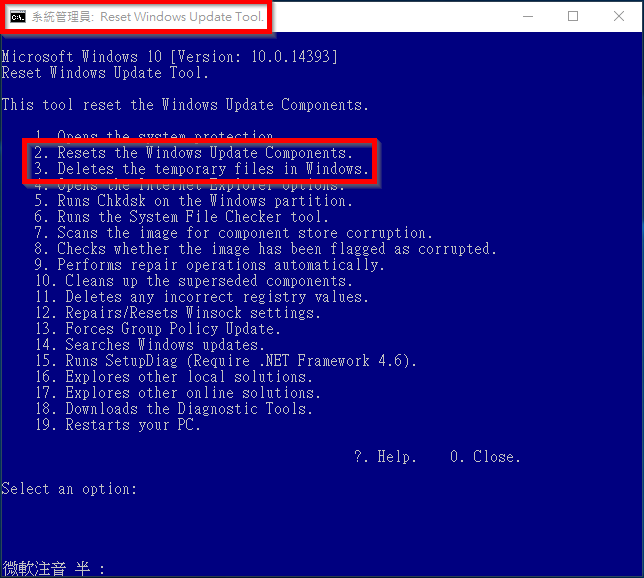 系統管理員: Reset Windows Update Tool.
Microsoft Windows 10 [Version: 10.0.14393]
Reset Windows Update Tool.
This tool reset the Windows Update Components.
1. Opens the system protection.
2. Resets the Windows Update Components.
3. Deletes the temporary files in Windows.
4. Opens the Internet Explorer options.
5. Runs Chkdsk on the Windows partition.
6. Runs the System File Checker tool.
7. Scans the image for component store corruption.
8. Checks whether the image has been flagged as corrupted.
9. Performs repair operations automatically.
10. Cleans up the superseded components.
11. Deletes any incorrect registry values.
12. Repairs/Resets Winsock settings.
13. Forces Group Policy Update.
14. Searches Windows updates.
15. Runs SetupDiag (Require .NET Framework 4.6).
16. Explores other local solutions.
17. Explores other online solutions.
18. Downloads the Diagnostic Tools.
19. Restarts your PC.
?. Help. 0. Close.
Select an option:
微軟注音 半 :